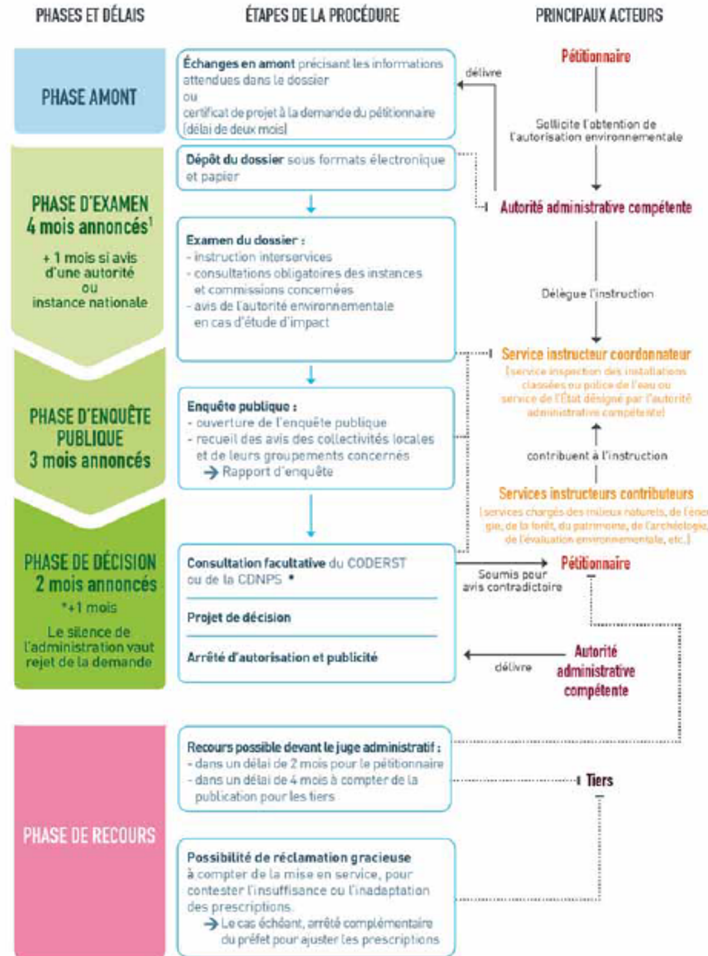 PHASES ET DÉLAIS
ÉTAPES DE LA PROCÉDURE
PRINCIPAUX ACTEURS
PHASE AMONT
Échanges en amont précisant les informations
attendues dans le dossier
ou
certificat de projet à la demande du pétitionnaire
(délai de deux mois)
délivre
Pétitionnaire
Sollicite l'obtention de
l'autorisation environnementale
Dépôt du dossier sous formats électronique
et papier
Autorité administrative compétente
PHASE D'EXAMEN
4 mois annoncés¹
+ 1 mois si avis
d'une autorité
ou
instance nationale
Examen du dossier :
- instruction interservices
- consultations obligatoires des instances
et commissions concernées
- avis de l'autorité environnementale
en cas d'étude d'impact
Délègue l'instruction
Service instructeur coordonnateur
(service inspection des installations
classées ou police de l'eau ou
service de l'État désigné par l'autorité
administrative compétente)
PHASE D'ENQUÊTE
PUBLIQUE
3 mois annoncés
Enquête publique :
- ouverture de l'enquête publique
- recueil des avis des collectivités locales
et de leurs groupements concernés
→ Rapport d'enquête
contribuent à l'instruction
Services instructeurs contributeurs
(services chargés des milieux naturels, de l'éner
gie, de la forêt, du patrimoine, de l'archéologie,
de l'évaluation environnementale, etc.)
PHASE DE DÉCISION
2 mois annoncés
*+1 mois
Le silence de
l'administration vaut
rejet de la demande
Consultation facultative du CODERST
ou de la CDNPS *
Projet de décision
Arrêté d'autorisation et publicité
Soumis pour
avis contradictoire
Pétitionnaire
délivre
Autorité
administrative
compétente
PHASE DE RECOURS
Recours possible devant le juge administratif :
- dans un délai de 2 mois pour le pétitionnaire
- dans un délai de 4 mois à compter de la
publication pour les tiers
Tiers
Possibilité de réclamation gracieuse
à compter de la mise en service, pour
contester l'insuffisance ou l'inadaptation
des prescriptions
→ Le cas échéant, arrêté complémentaire
du préfet pour ajuster les prescriptions